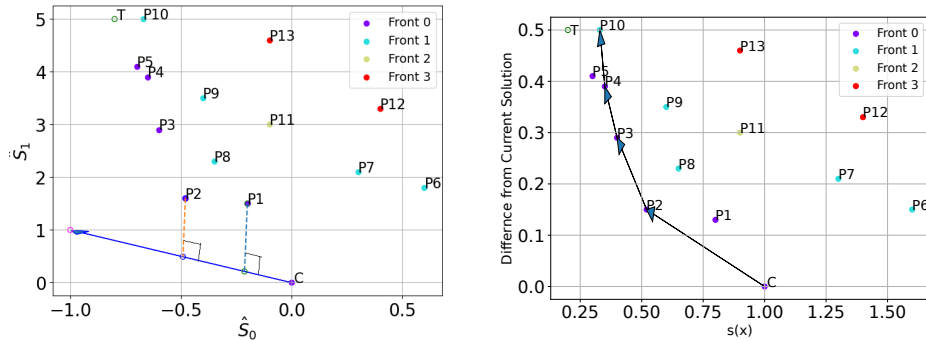 T
P10
P5
P4
P13
P9
P12
P3
P11
P8
P7
P6
P2
P1
C
Front 0
Front 1
Front 2
Front 3
5
4
3
2
1
0
Ŝ1
−1.0
−0.5
0.0
0.5
Ŝ0
T
P10
P5
P4
P13
P9
P12
P3
P11
P8
P7
P2
P1
P6
C
Front 0
Front 1
Front 2
Front 3
0.5
0.4
0.3
0.2
0.1
0.0
Difference from Current Solution
0.25
0.50
0.75
1.00
1.25
1.50
s(x)